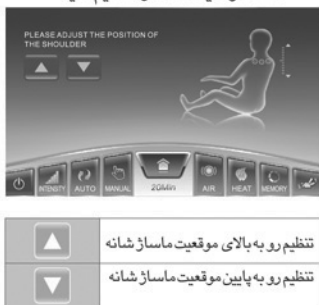 PLEASE ADJUST THE POSITION OF
THE SHOULDER
INTENSITY
AUTO
MANUAL
20Min
AIR
HEAT
MEMORY
تنظیم رو به بالای موقعیت ماساژ شانه
تنظیم رو به پایین موقعیت ماساژ شانه